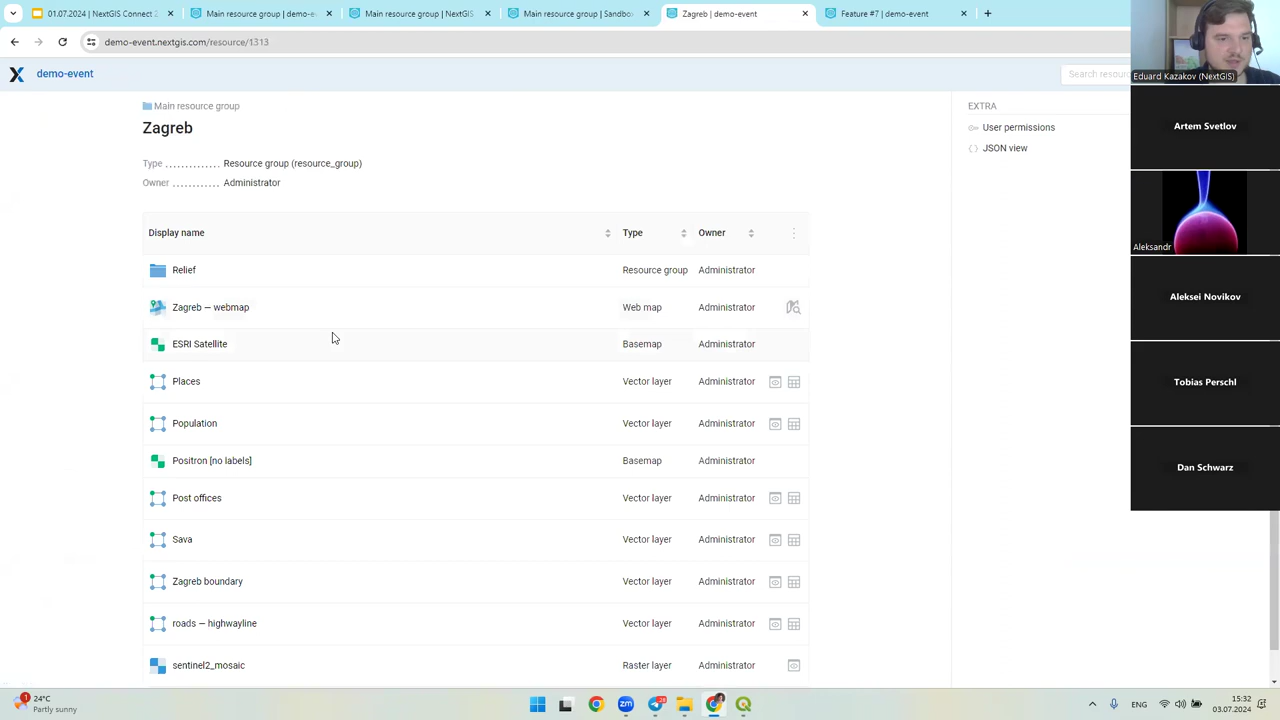 01.07.2024 NextGIS Connect 2
Main resource group | demo-e
Main resource group | NextGIS
Main resource group | Sandbo
Zagreb | demo-event
Feature #7 | demo-event
demo-event.nextgis.com/resource/1313
demo-event
Search resourc
Main resource group
Zagreb
Type
Resource group (resource_group)
Owner
Administrator
Display name
Type
Owner
Relief
Resource group
Administrator
Zagreb — webmap
Web map
Administrator
ESRI Satellite
Basemap
Administrator
Places
Vector layer
Administrator
Population
Vector layer
Administrator
Positron [no labels]
Basemap
Administrator
Post offices
Vector layer
Administrator
Sava
Vector layer
Administrator
Zagreb boundary
Vector layer
Administrator
roads — highwayline
Vector layer
Administrator
sentinel2_mosaic
Raster layer
Administrator
EXTRA
User permissions
JSON view
Eduard Kazakov (NextGIS)
Artem Svetlov
Aleksandr
Aleksei Novikov
Tobias Perschl
Dan Schwarz
1
24°C
Partly sunny
ENG
15:32
03.07.2024